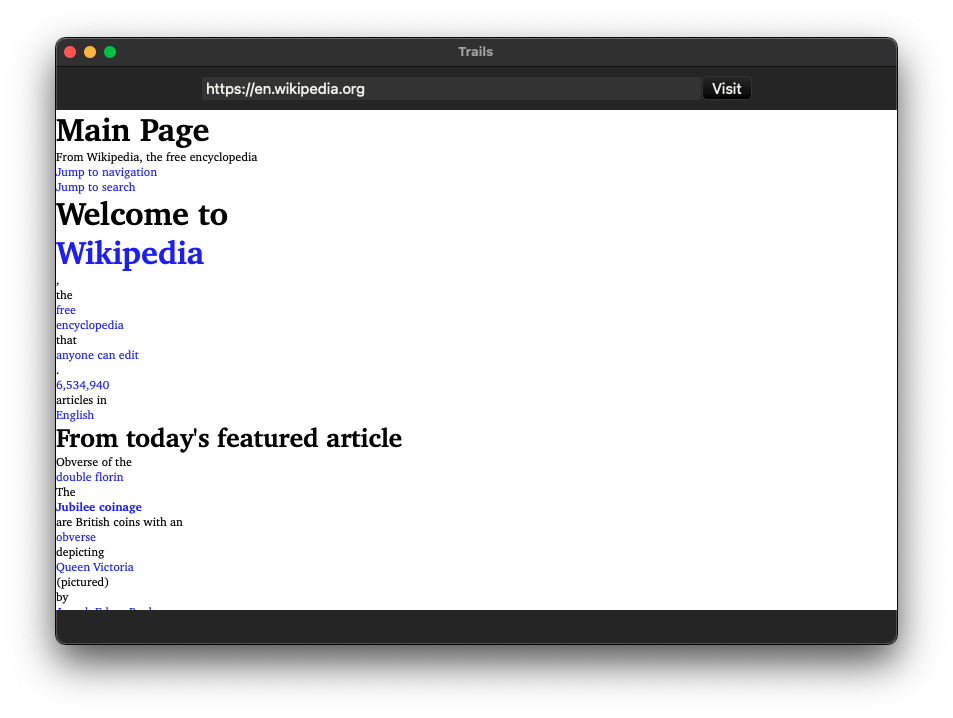 Trails
https://en.wikipedia.org
Visit
Main Page
From Wikipedia, the free encyclopedia
Jump to navigation
Jump to search
Welcome to
Wikipedia
,
the
free
encyclopedia
that
anyone can edit
.
6,534,940
articles in
English
From today's featured article
Obverse of the
double florin
The
Jubilee coinage
are British coins with an
obverse
depicting
Queen Victoria
(pictured)
by